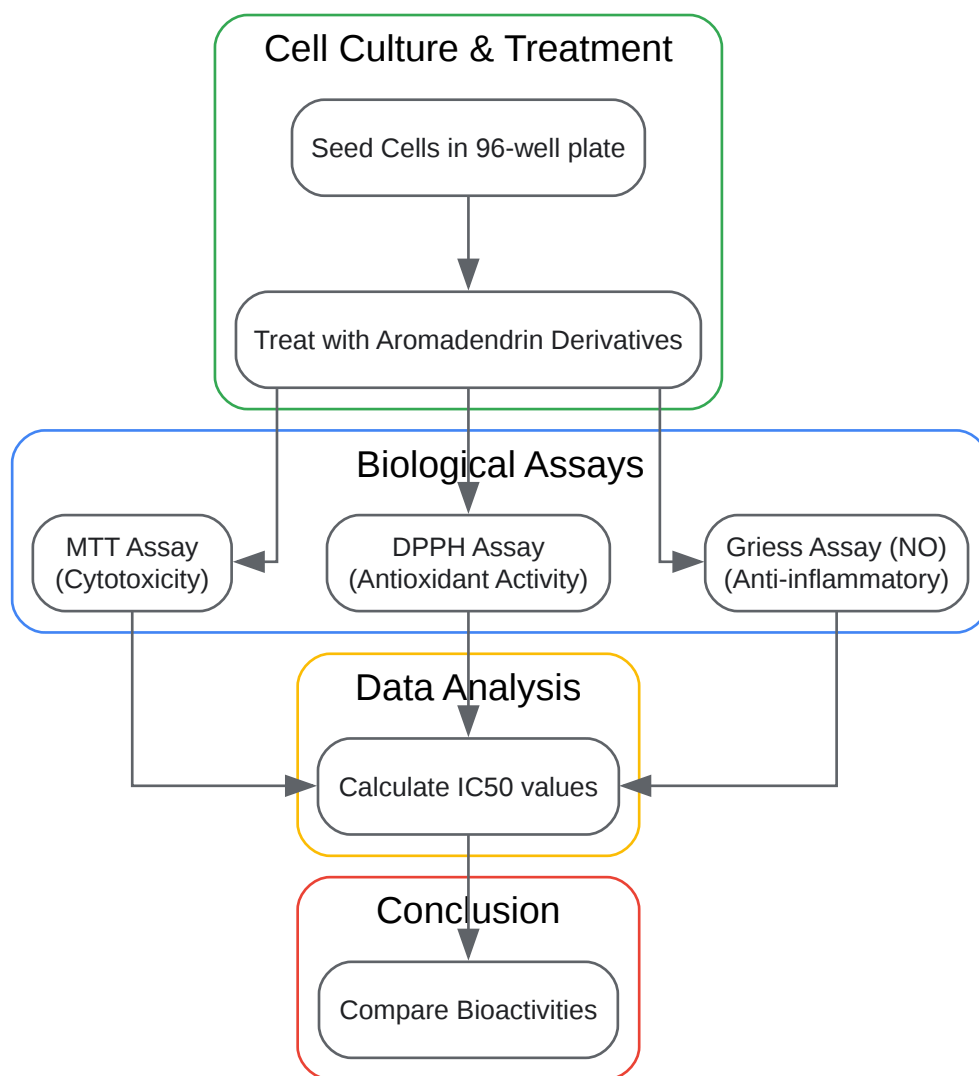 Cell Culture & Treatment
Seed Cells in 96-well plate
Treat with Aromadendrin Derivatives
Biological Assays
MTT Assay
(Cytotoxicity)
DPPH Assay
(Antioxidant Activity)
Griess Assay (NO)
(Anti-inflammatory)
Data Analysis
Calculate IC50 values
Conclusion
Compare Bioactivities